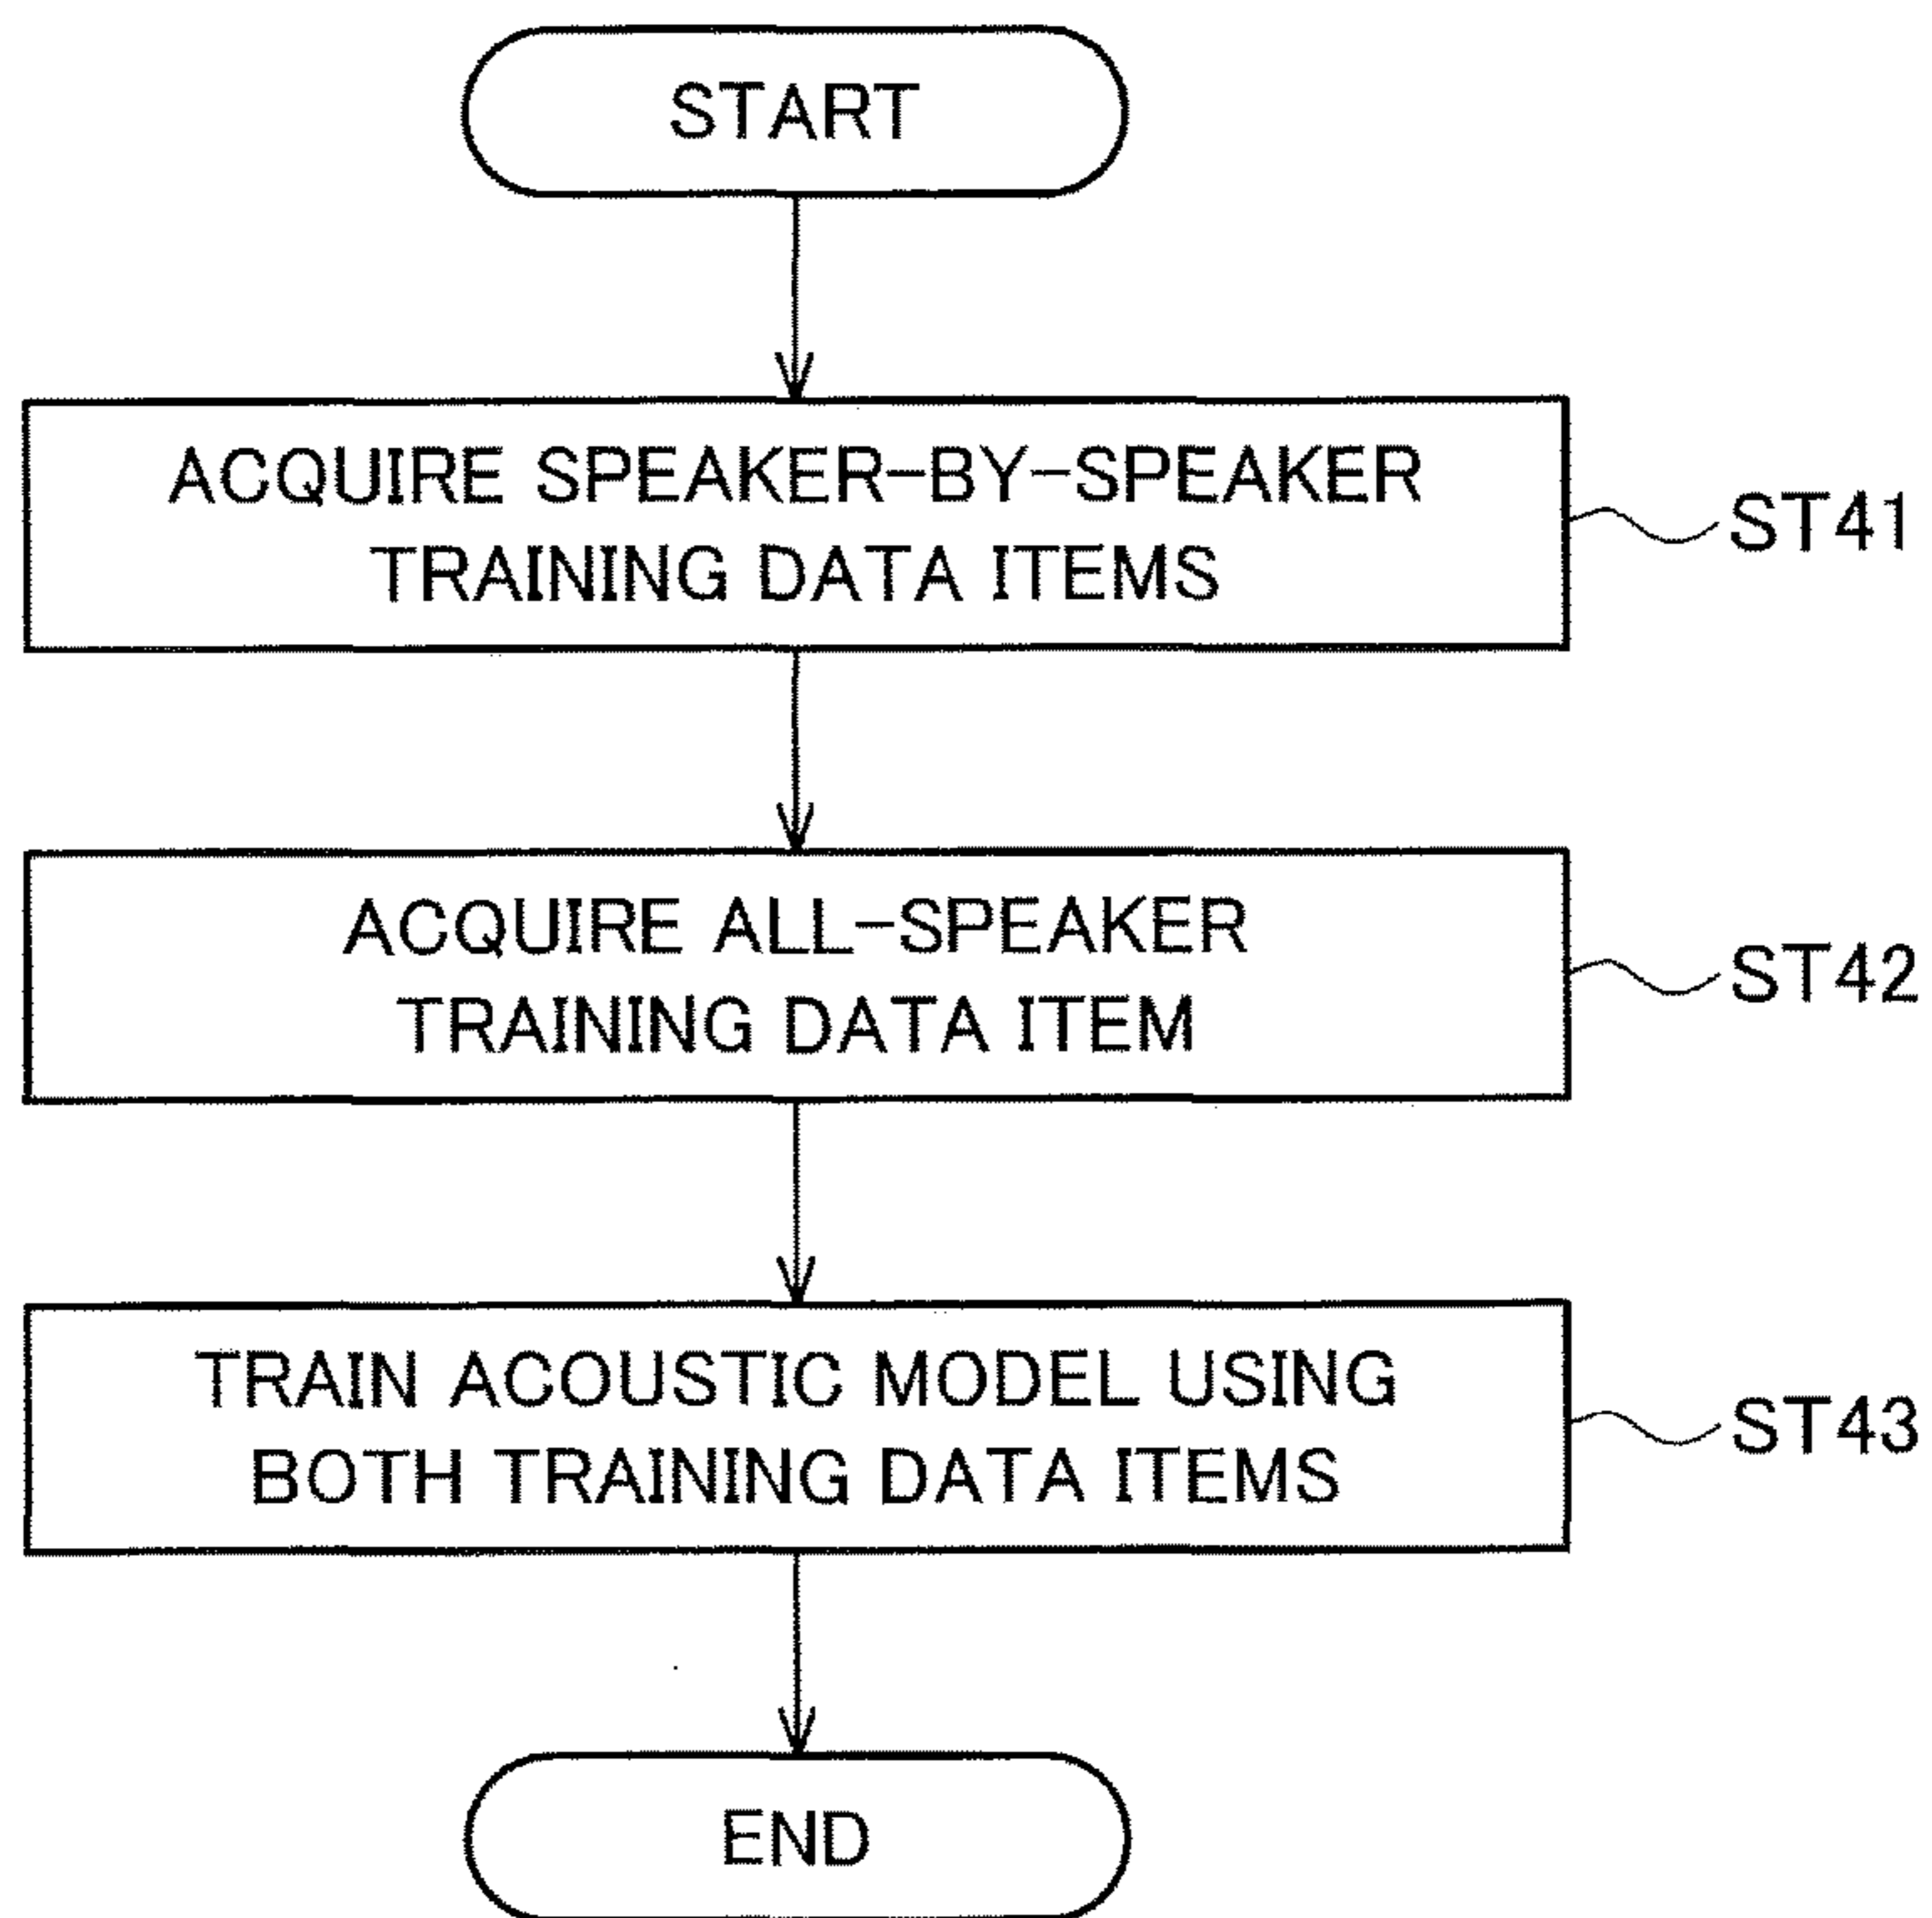 START
ACQUIRE SPEAKER-BY-SPEAKER
TRAINING DATA ITEMS
ST41
ACQUIRE ALL-SPEAKER
TRAINING DATA ITEM
ST42
TRAIN ACOUSTIC MODEL USING
BOTH TRAINING DATA ITEMS
ST43
END